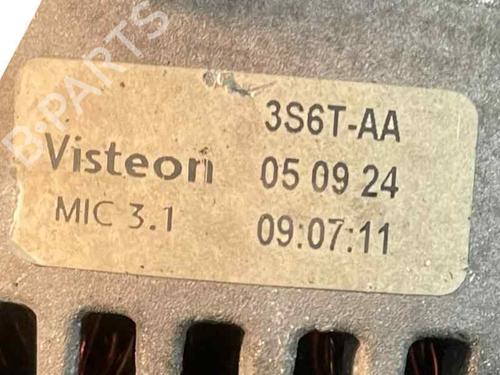 B-PARTS
3S6T-AA
Visteon 05 09 24
MIC 3.1 09:07:11